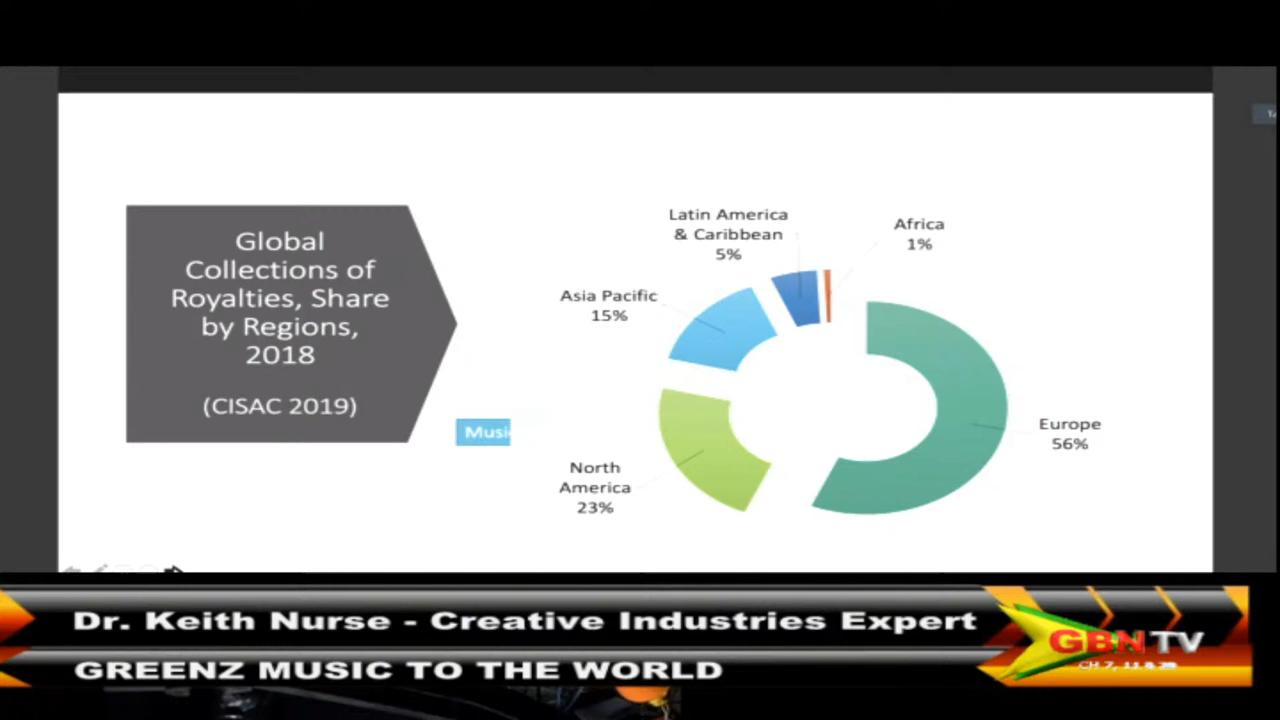 Global
Collections of
Royalties, Share
by Regions,
2018
(CISAC 2019)
Latin America
& Caribbean
5%
Africa
1%
Asia Pacific
15%
Europe
56%
North
America
23%
Dr. Keith Nurse - Creative Industries Expert
GREENZ MUSIC TO THE WORLD
GBN TV